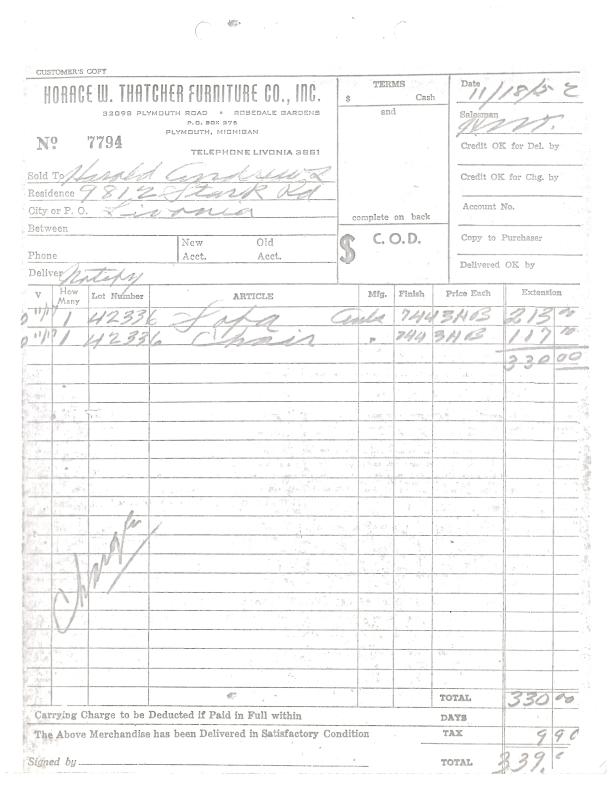 CUSTOMER'S COPY
HORACE W. THATCHER FURNITURE CO., INC.
32098 PLYMOUTH ROAD • ROSEDALE GARDENS
P.O. BOX 375
PLYMOUTH, MICHIGAN
No 7794
TELEPHONE LIVONIA 3881
TERMS
$ Cash
and
complete on back
$ C.O.D.
Date 11/18/52
Salesman
Credit OK for Del. by
Credit OK for Chg. by
Account No.
Copy to Purchaser
Delivered OK by
Sold To Harold Andrews
Residence 9812 Stark Rd
City or P. O. Livonia
Between
Phone New Acct. Old Acct.
Deliver Notify
V How Many Lot Number ARTICLE Mfg. Finish Price Each Extension
11/17 1 42336 Sofa 7443HB 213 00
11/17 1 42336 Chair " 7443HB 117 00
330 00
Charge
TOTAL 330 00
Carrying Charge to be Deducted if Paid in Full within DAYS
The Above Merchandise has been Delivered in Satisfactory Condition TAX 9 90
Signed by TOTAL 339.